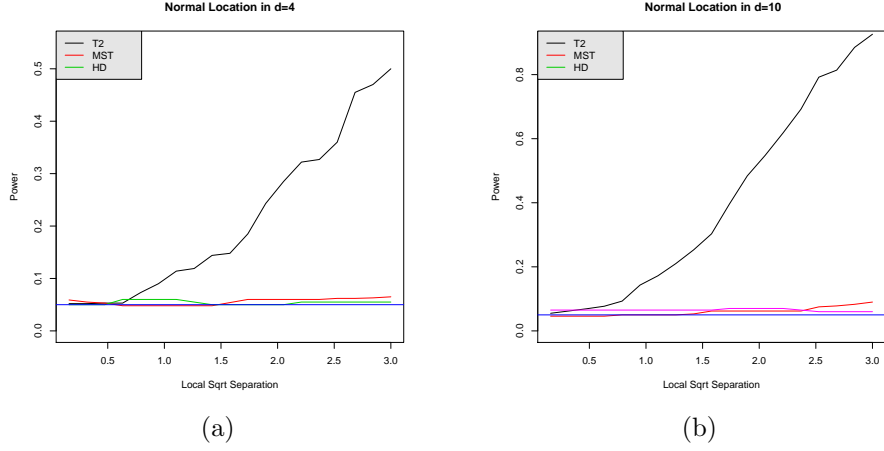 Normal Location in d=4
T2
MST
HD
Power
0.0
0.1
0.2
0.3
0.4
0.5
0.5
1.0
1.5
2.0
2.5
3.0
Local Sqrt Separation
(a)
Normal Location in d=10
T2
MST
HD
Power
0.0
0.2
0.4
0.6
0.8
0.5
1.0
1.5
2.0
2.5
3.0
Local Sqrt Separation
(b)